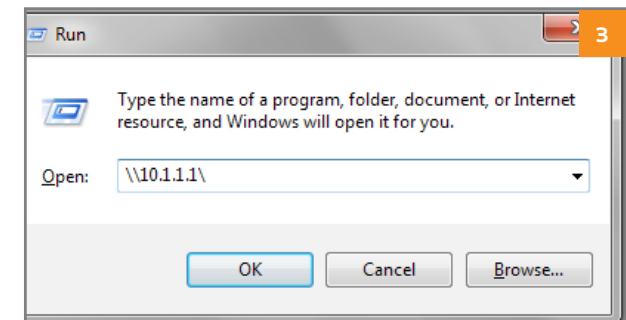 Run
3
Type the name of a program, folder, document, or Internet
resource, and Windows will open it for you.
Open:
\\10.1.1.1\
OK
Cancel
Browse...